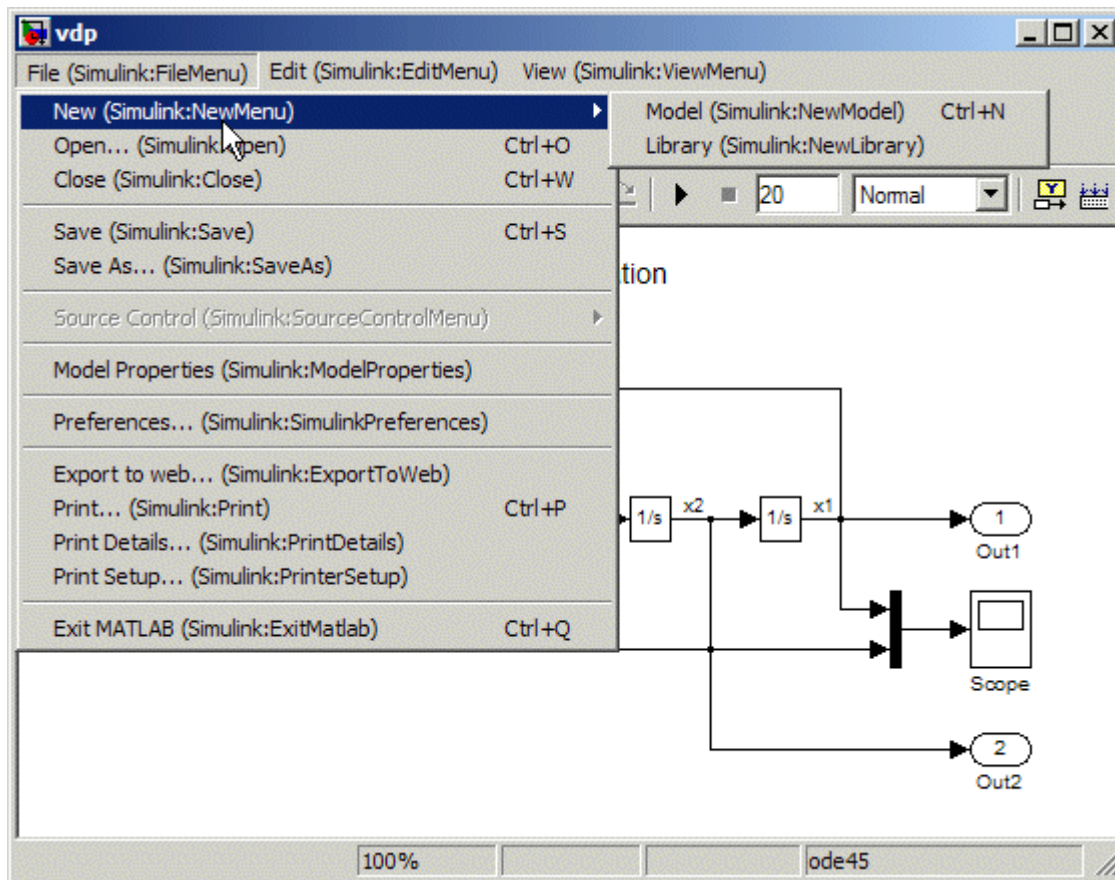 vdp
File (Simulink:FileMenu) Edit (Simulink:EditMenu) View (Simulink:ViewMenu)
New (Simulink:NewMenu)
Model (Simulink:NewModel) Ctrl+N
Open... (Simulink: pen) Ctrl+O
Library (Simulink:NewLibrary)
Close (Simulink:Close) Ctrl+W
20 Normal
Save (Simulink:Save) Ctrl+S
Save As... (Simulink:SaveAs)
tion
Source Control (Simulink:SourceControlMenu)
Model Properties (Simulink:ModelProperties)
Preferences... (Simulink:SimulinkPreferences)
Export to web... (Simulink:ExportToWeb)
Print... (Simulink:Print) Ctrl+P
1/s x2 1/s x1 1
Print Details... (Simulink:PrintDetails)
Out1
Print Setup... (Simulink:PrinterSetup)
Exit MATLAB (Simulink:ExitMatlab) Ctrl+Q
Scope
2
Out2
100% ode45